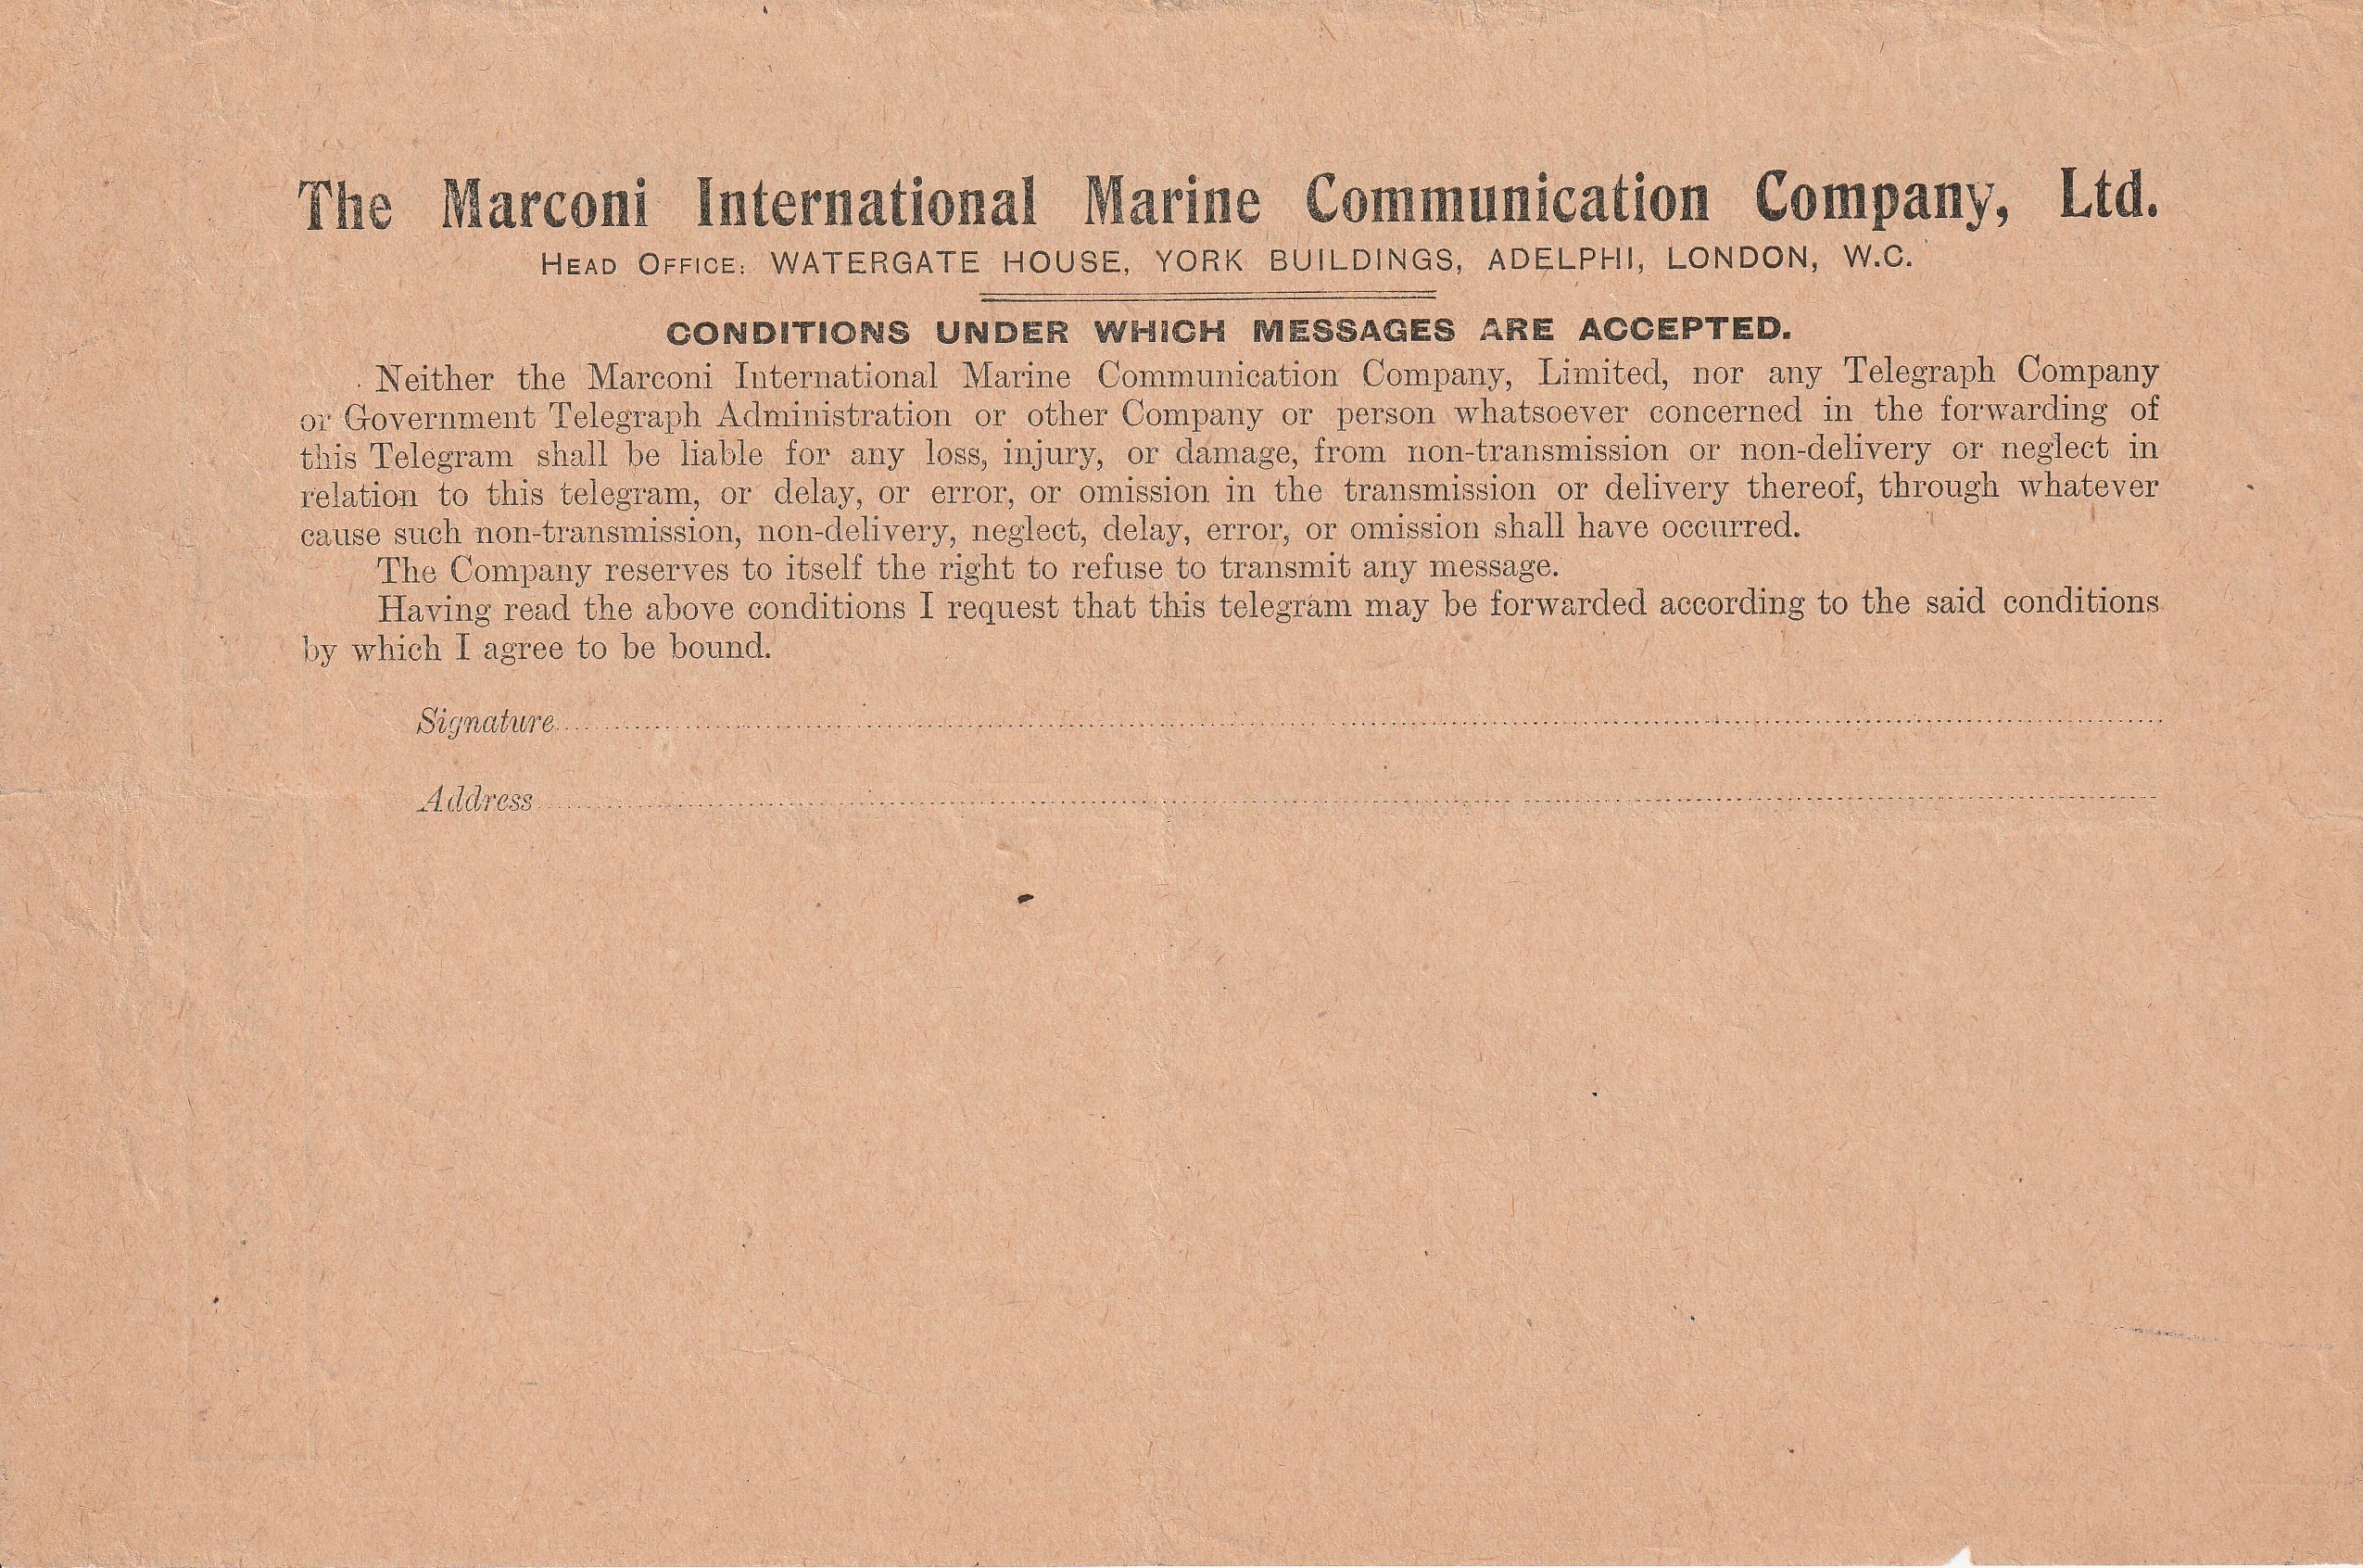 The Marconi International Marine Communication Company, Ltd.
HEAD OFFICE: WATERGATE HOUSE, YORK BUILDINGS, ADELPHI, LONDON, W.C.
CONDITIONS UNDER WHICH MESSAGES ARE ACCEPTED.
Neither the Marconi International Marine Communication Company, Limited, nor any Telegraph Company
or Government Telegraph Administration or other Company or person whatsoever concerned in the forwarding of
this Telegram shall be liable for any loss, injury, or damage, from non-transmission or non-delivery or neglect in
relation to this telegram, or delay, or error, or omission in the transmission or delivery thereof, through whatever
cause such non-transmission, non-delivery, neglect, delay, error, or omission shall have occurred.
The Company reserves to itself the right to refuse to transmit any message.
Having read the above conditions I request that this telegram may be forwarded according to the said conditions
by which I agree to be bound.
Signature
Address